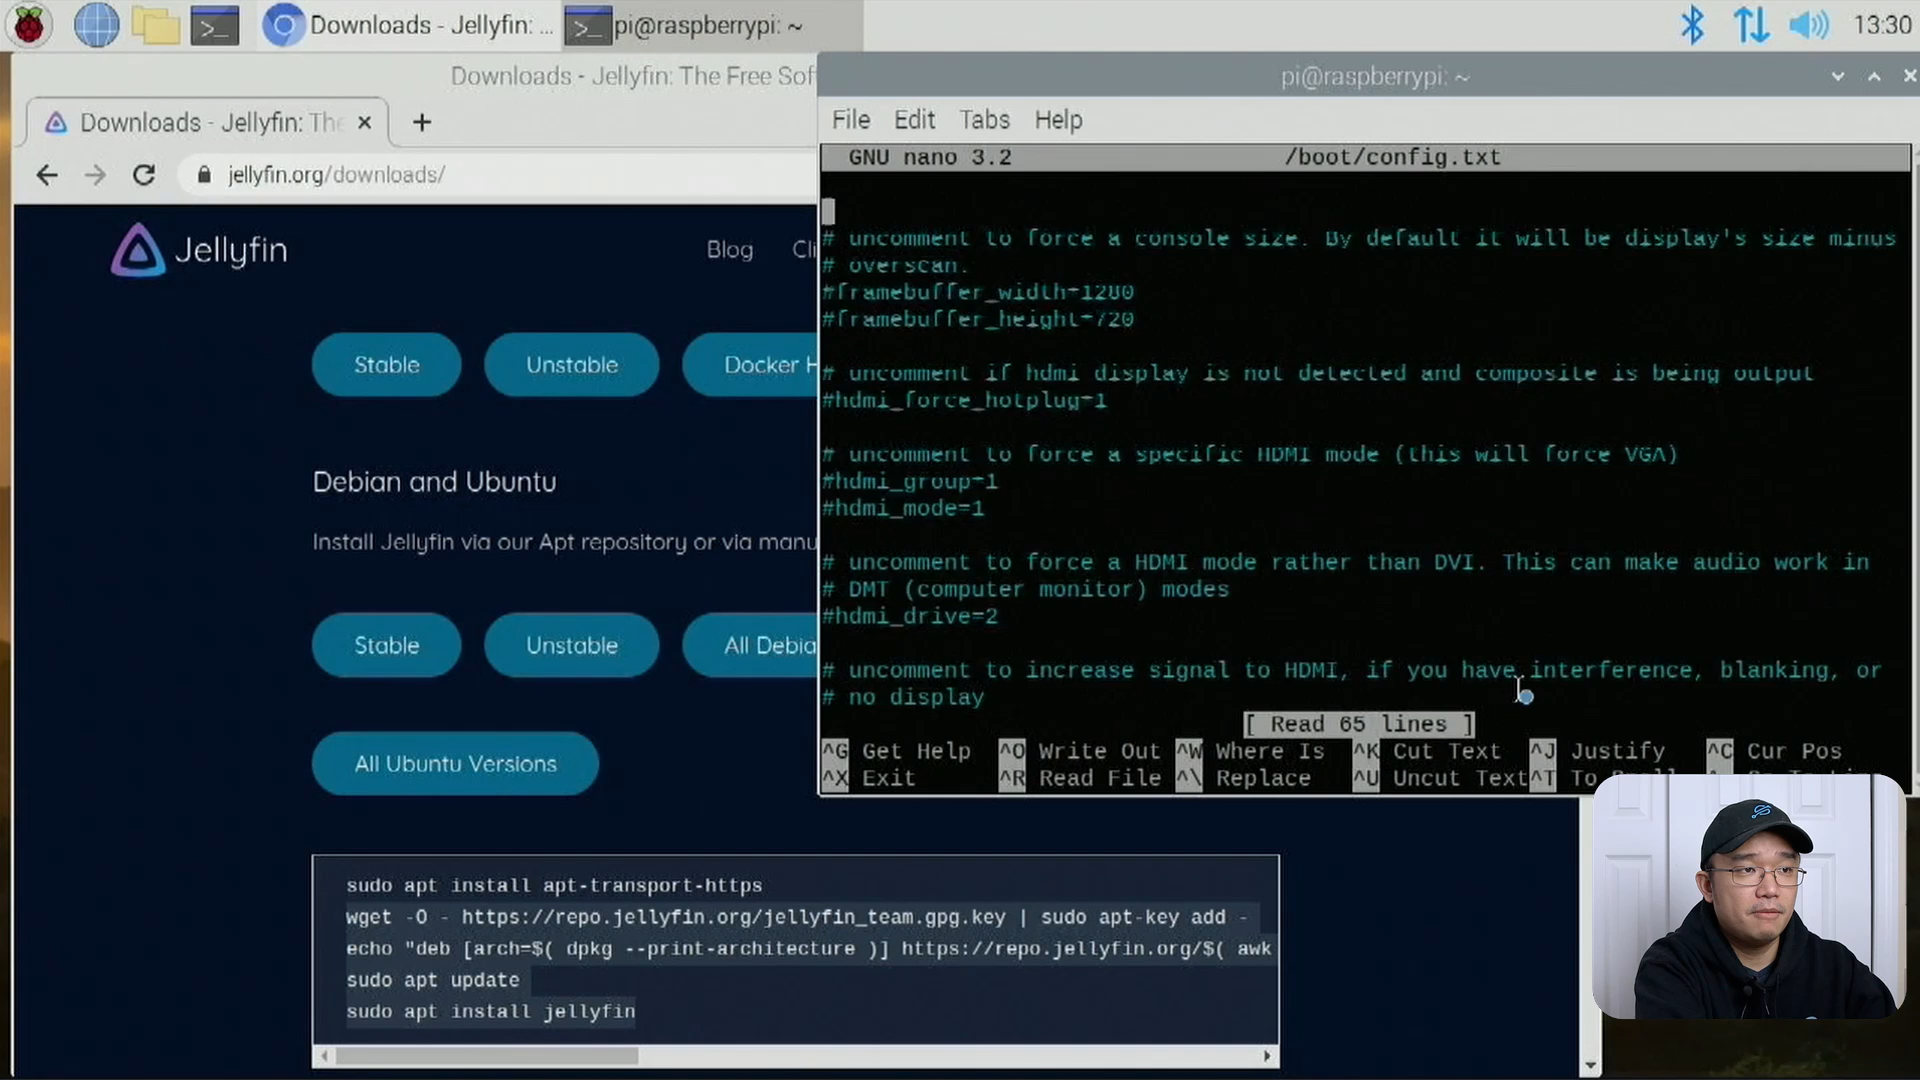 Downloads - Jellyfin: ...
pi@raspberrypi: ~
13:30
Downloads - Jellyfin: The Free Sof
Downloads - Jellyfin: The
jellyfin.org/downloads/
Jellyfin
Blog
Cli
Stable
Unstable
Docker H
Debian and Ubuntu
Install Jellyfin via our Apt repository or via manu
Stable
Unstable
All Debia
All Ubuntu Versions
sudo apt install apt-transport-https
wget -O - https://repo.jellyfin.org/jellyfin_team.gpg.key | sudo apt-key add -
echo "deb [arch=$( dpkg --print-architecture )] https://repo.jellyfin.org/$( awk
sudo apt update
sudo apt install jellyfin
pi@raspberrypi: ~
File Edit Tabs Help
GNU nano 3.2 /boot/config.txt
# uncomment to force a console size. By default it will be display's size minus
# overscan.
#framebuffer_width=1280
#framebuffer_height=720
# uncomment if hdmi display is not detected and composite is being output
#hdmi_force_hotplug=1
# uncomment to force a specific HDMI mode (this will force VGA)
#hdmi_group=1
#hdmi_mode=1
# uncomment to force a HDMI mode rather than DVI. This can make audio work in
# DMT (computer monitor) modes
#hdmi_drive=2
# uncomment to increase signal to HDMI, if you have interference, blanking, or
# no display
[ Read 65 lines ]
^G Get Help ^O Write Out ^W Where Is ^K Cut Text ^J Justify ^C Cur Pos
^X Exit ^R Read File ^\ Replace ^U Uncut Text ^T To